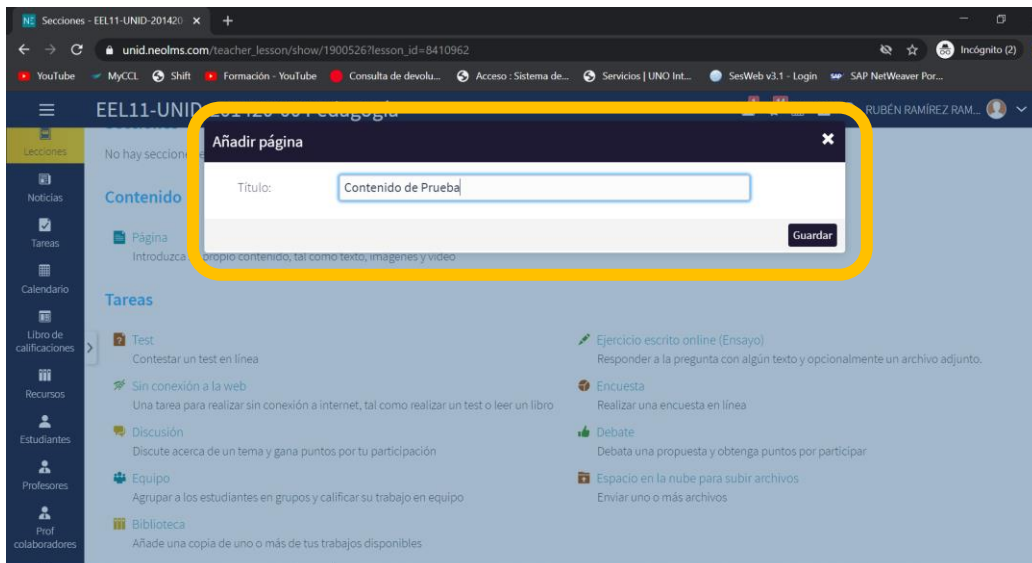 NE Secciones - EEL11-UNID-201420 × +
unid.neolms.com/teacher_lesson/show/1900526?lesson_id=8410962
Incógnito (2)
YouTube MyCCL Shift Formación - YouTube Consulta de devolu... Acceso : Sistema de... Servicios | UNO Int... SesWeb v3.1 - Login SAP NetWeaver Por...
EEL11-UNID-201420-
RUBÉN RAMÍREZ RAM...
Lecciones
Noticias
Tareas
Calendario
Libro de
calificaciones
Recursos
Estudiantes
Profesores
Prof
colaboradores
No hay seccion
Añadir página
Título: Contenido de Prueba
Guardar
Contenido
Página
Introduzca propio contenido, tal como texto, imágenes y video
Tareas
Test
Contestar un test en línea
Sin conexión a la web
Una tarea para realizar sin conexión a internet, tal como realizar un test o leer un libro
Discusión
Discute acerca de un tema y gana puntos por tu participación
Equipo
Agrupar a los estudiantes en grupos y calificar su trabajo en equipo
Biblioteca
Añade una copia de uno o más de tus trabajos disponibles
Ejercicio escrito online (Ensayo)
Responder a la pregunta con algún texto y opcionalmente un archivo adjunto.
Encuesta
Realizar una encuesta en línea
Debate
Debata una propuesta y obtenga puntos por participar
Espacio en la nube para subir archivos
Enviar uno o más archivos